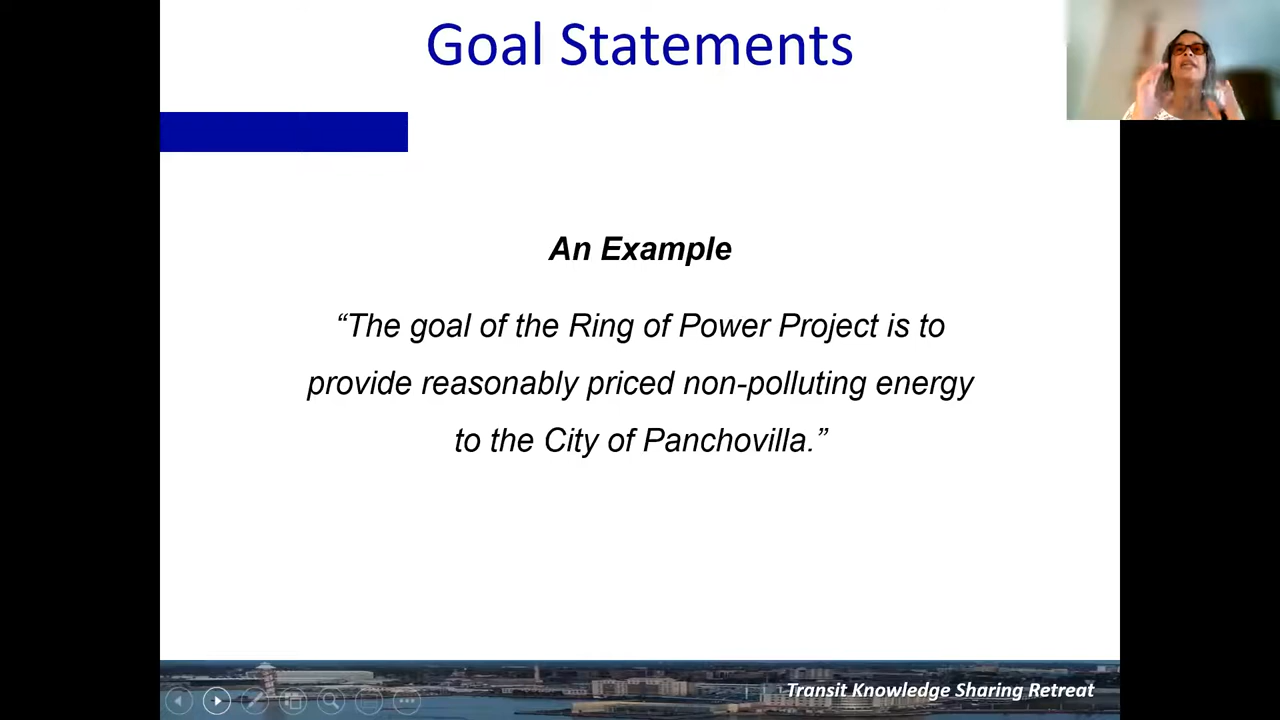 Goal Statements
An Example
“The goal of the Ring of Power Project is to
provide reasonably priced non-polluting energy
to the City of Panchovilla.”
Transit Knowledge Sharing Retreat